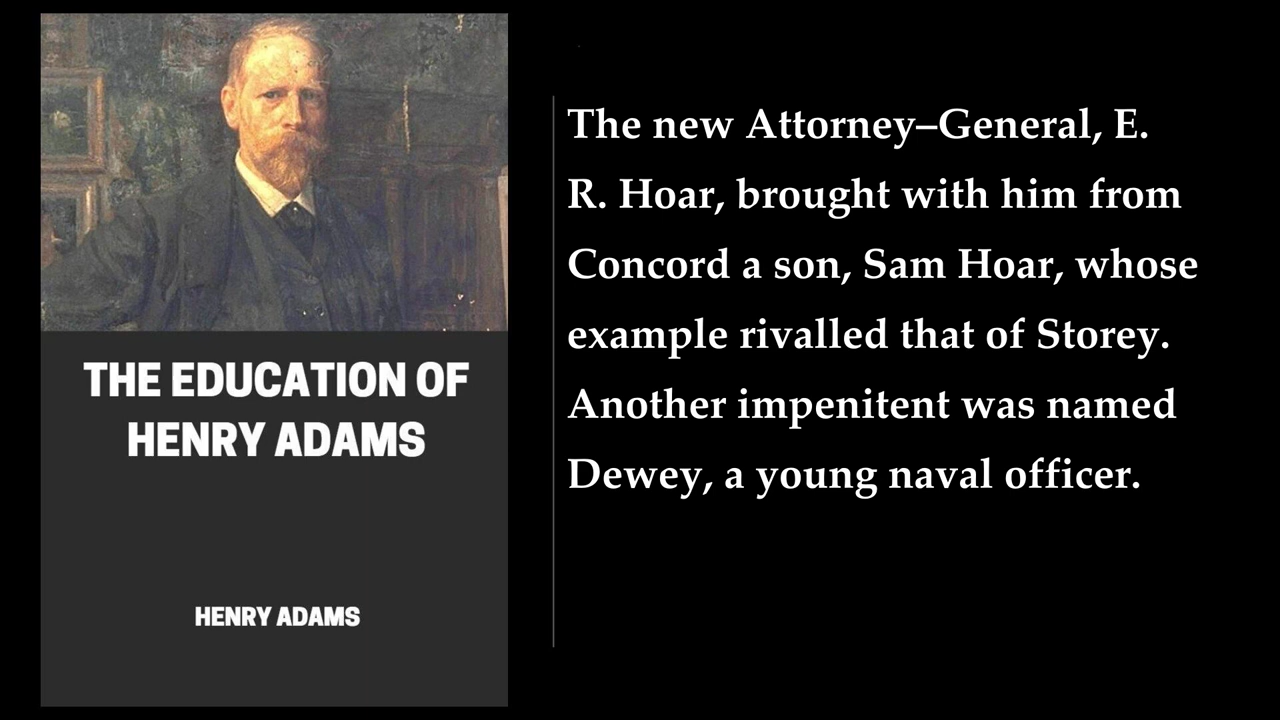 THE EDUCATION OF
HENRY ADAMS
HENRY ADAMS
The new Attorney–General, E.
R. Hoar, brought with him from
Concord a son, Sam Hoar, whose
example rivalled that of Storey.
Another impenitent was named
Dewey, a young naval officer.